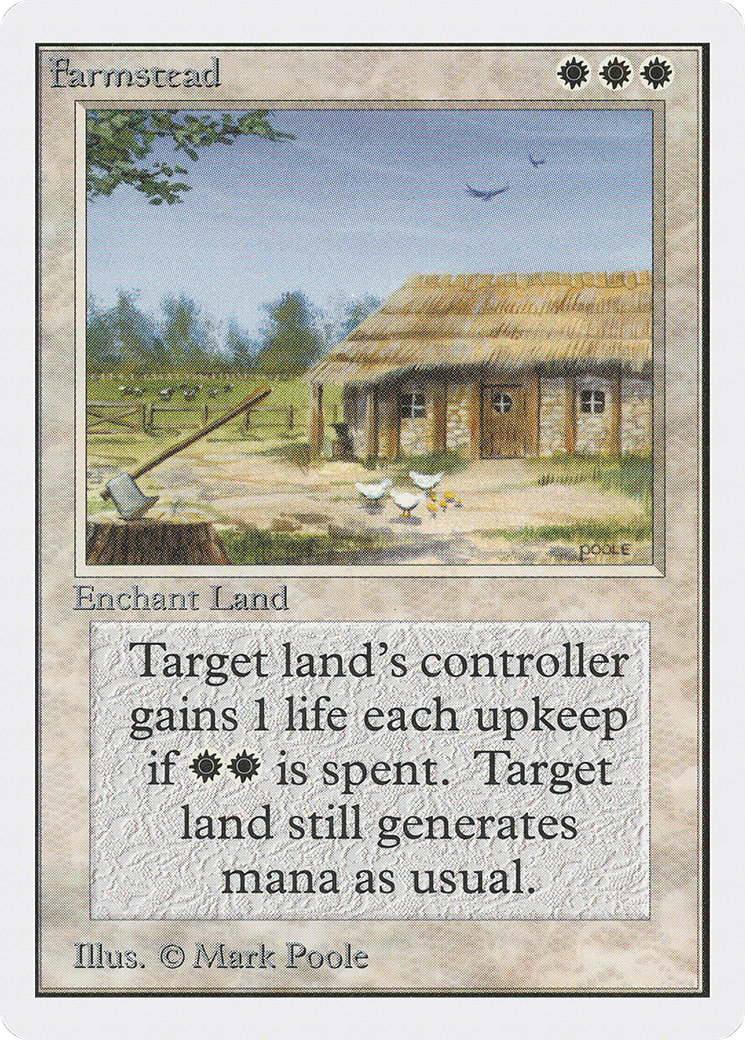 Farmstead
POOLE
Enchant Land
Target land's controller
gains 1 life each upkeep
if is spent. Target
land still generates
mana as usual.
Illus. © Mark Poole